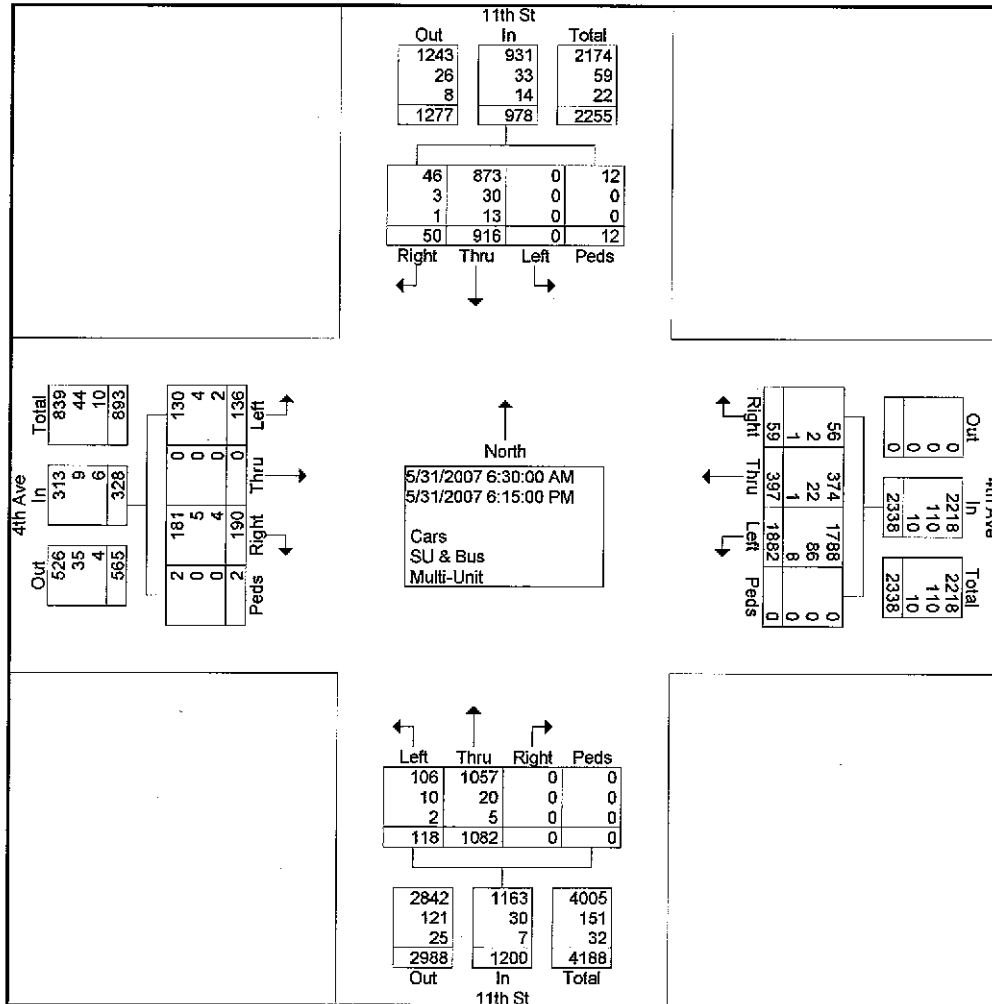 11th St
Out In Total
1243 931 2174
26 33 59
8 14 22
1277 978 2255
46 873 0 12
3 30 0 0
1 13 0 0
50 916 0 12
Right Thru Left Peds
4th Ave
Total In Out
839 313 526
44 9 35
10 6 4
893 328 565
130 0 181 2
4 0 5 0
2 0 4 0
136 0 190 2
Left Thru Right Peds
North
5/31/2007 6:30:00 AM
5/31/2007 6:15:00 PM
Cars
SU & Bus
Multi-Unit
Right Thru Left Peds
56 374 1788 0
2 22 86 0
1 1 8 0
59 397 1882 0
4th Ave
Out In Total
0 2218 2218
0 110 110
0 10 10
0 2338 2338
Left Thru Right Peds
106 1057 0 0
10 20 0 0
2 5 0 0
118 1082 0 0
2842 1163 4005
121 30 151
25 7 32
2988 1200 4188
Out In Total
11th St